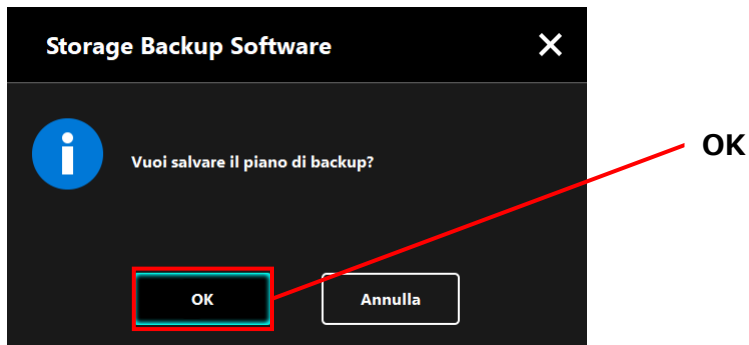 Storage Backup Software
Vuoi salvare il piano di backup?
OK
OK
Annulla